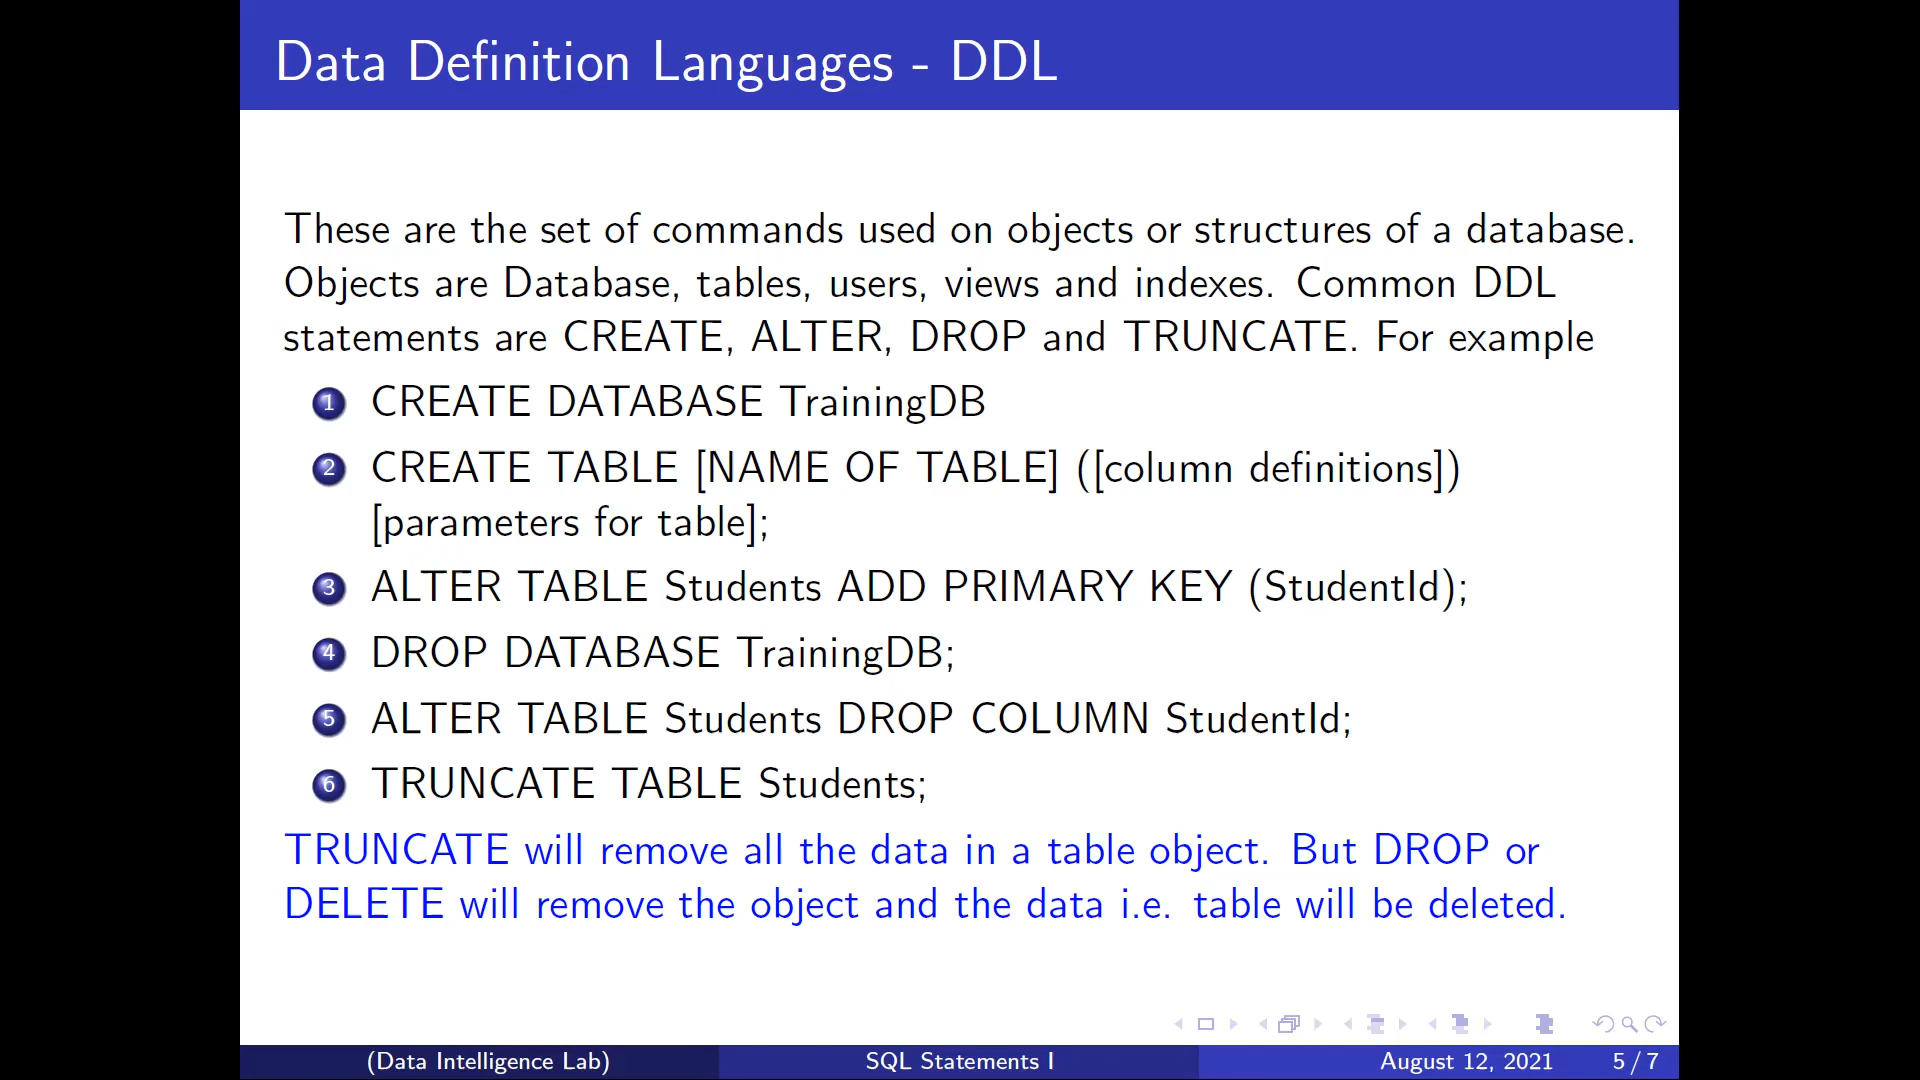 Data Definition Languages - DDL
These are the set of commands used on objects or structures of a database.
Objects are Database, tables, users, views and indexes. Common DDL
statements are CREATE, ALTER, DROP and TRUNCATE. For example
1 CREATE DATABASE TrainingDB
2 CREATE TABLE [NAME OF TABLE] ([column definitions])
[parameters for table];
3 ALTER TABLE Students ADD PRIMARY KEY (StudentId);
4 DROP DATABASE TrainingDB;
5 ALTER TABLE Students DROP COLUMN StudentId;
6 TRUNCATE TABLE Students;
TRUNCATE will remove all the data in a table object. But DROP or
DELETE will remove the object and the data i.e. table will be deleted.
(Data Intelligence Lab) SQL Statements I August 12, 2021 5 / 7